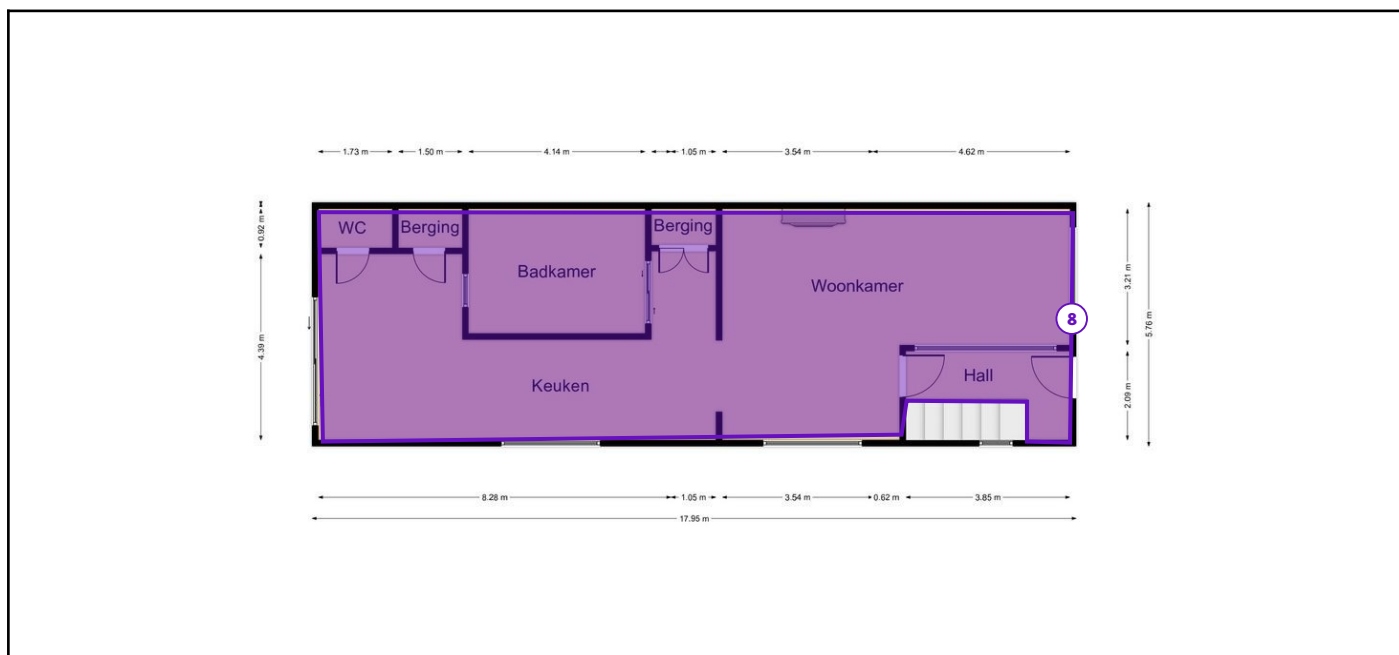 1.73 m 1.50 m 4.14 m 1.05 m 3.54 m 4.62 m
0.92 m
WC Berging Berging
Badkamer
Woonkamer
3.21 m
8
5.76 m
4.39 m
Keuken
Hall
2.09 m
8.28 m 1.05 m 3.54 m 0.62 m 3.85 m
17.95 m